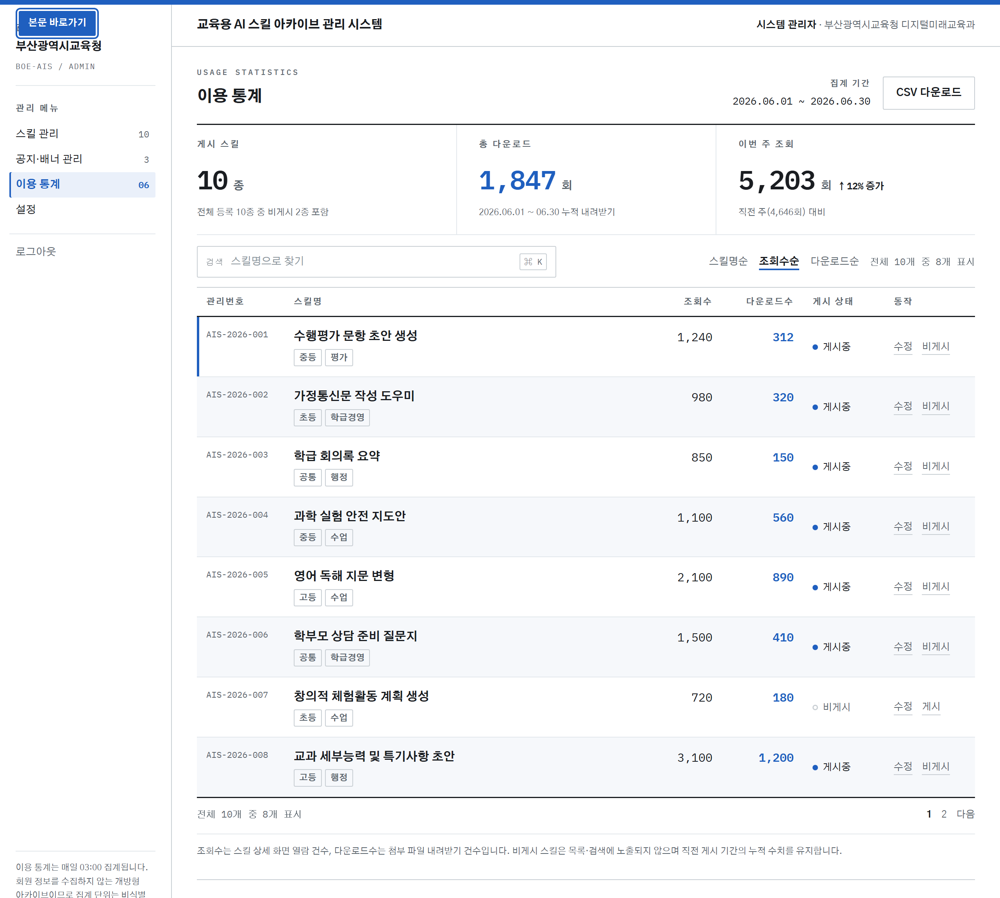 본문 바로가기
부산광역시교육청
BOE-AIS / ADMIN
관리 메뉴
스킬 관리 10
공지·배너 관리 3
이용 통계 06
설정
로그아웃
이용 통계는 매일 03:00 집계됩니다.
회원 정보를 수집하지 않는 개방형
아카이브이므로 집계 단위는 비식별
교육용 AI 스킬 아카이브 관리 시스템
시스템 관리자 · 부산광역시교육청 디지털미래교육과
USAGE STATISTICS
이용 통계
집계 기간
2026.06.01 ~ 2026.06.30
CSV 다운로드
게시 스킬
10 종
전체 등록 10종 중 비게시 2종 포함
총 다운로드
1,847 회
2026.06.01 ~ 06.30 누적 내려받기
이번 주 조회
5,203 회 ↑ 12% 증가
직전 주(4,646회) 대비
검색 스킬명으로 찾기 ⌘ K
스킬명순 조회수순 다운로드순 전체 10개 중 8개 표시
관리번호 스킬명 조회수 다운로드수 게시 상태 동작
AIS-2026-001 수행평가 문항 초안 생성 1,240 312 게시중 수정 비게시
중등 평가
AIS-2026-002 가정통신문 작성 도우미 980 320 게시중 수정 비게시
초등 학급경영
AIS-2026-003 학급 회의록 요약 850 150 게시중 수정 비게시
공통 행정
AIS-2026-004 과학 실험 안전 지도안 1,100 560 게시중 수정 비게시
중등 수업
AIS-2026-005 영어 독해 지문 변형 2,100 890 게시중 수정 비게시
고등 수업
AIS-2026-006 학부모 상담 준비 질문지 1,500 410 게시중 수정 비게시
공통 학급경영
AIS-2026-007 창의적 체험활동 계획 생성 720 180 비게시 수정 게시
초등 수업
AIS-2026-008 교과 세부능력 및 특기사항 초안 3,100 1,200 게시중 수정 비게시
고등 행정
전체 10개 중 8개 표시
1 2 다음
조회수는 스킬 상세 화면 열람 건수, 다운로드수는 첨부 파일 내려받기 건수입니다. 비게시 스킬은 목록·검색에 노출되지 않으며 직전 게시 기간의 누적 수치를 유지합니다.